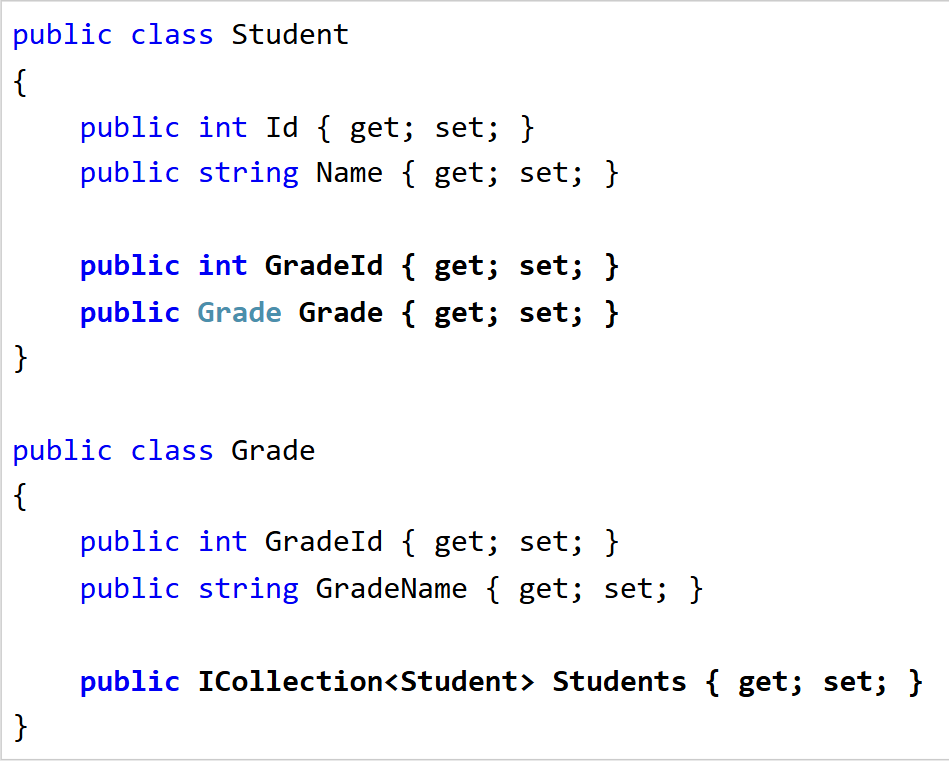 public class Student
{
    public int Id { get; set; }
    public string Name { get; set; }

    public int GradeId { get; set; }
    public Grade Grade { get; set; }
}

public class Grade
{
    public int GradeId { get; set; }
    public string GradeName { get; set; }

    public ICollection<Student> Students { get; set; }
}